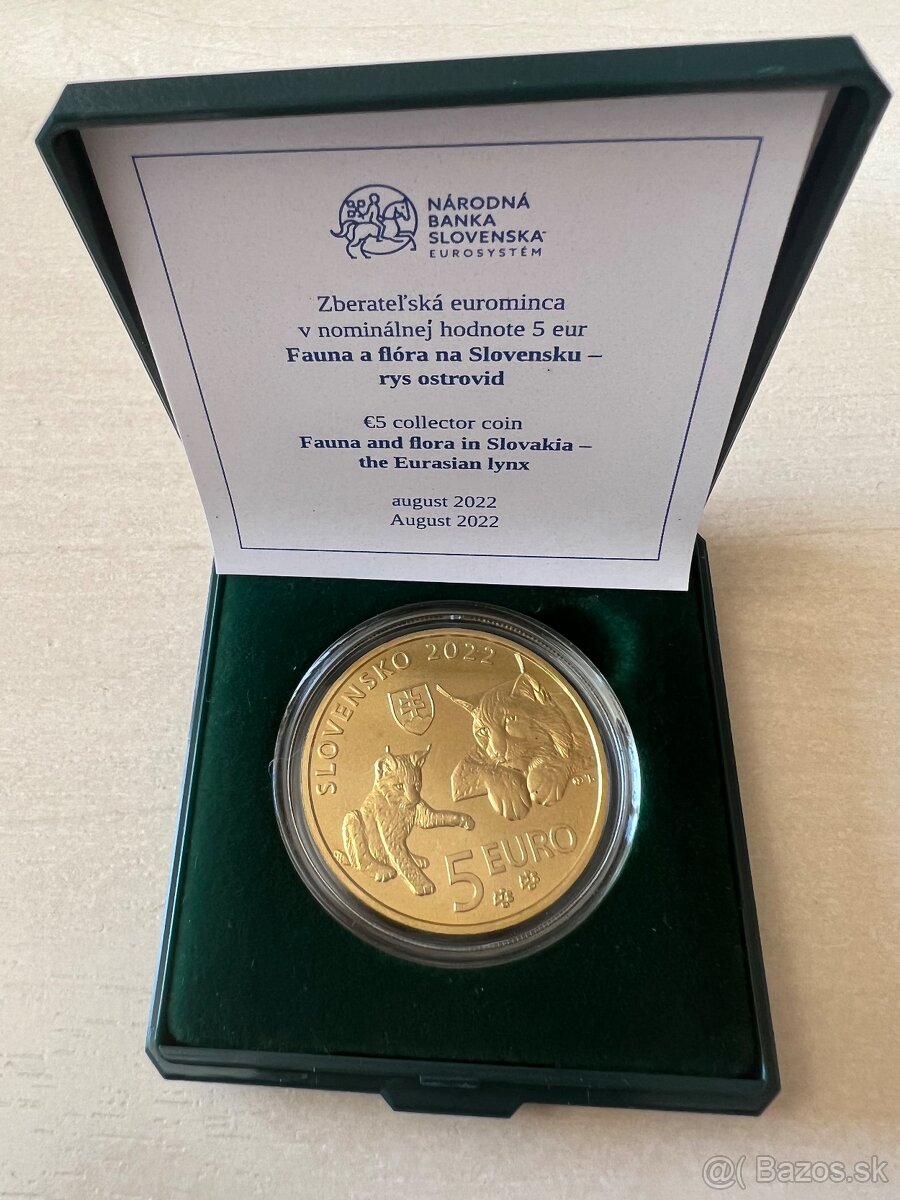 NÁRODNÁ
BANKA
SLOVENSKA
EUROSYSTÉM
Zberateľská eurominca
v nominálnej hodnote 5 eur
Fauna a flóra na Slovensku –
rys ostrovid
€5 collector coin
Fauna and flora in Slovakia –
the Eurasian lynx
august 2022
August 2022
SLOVENSKO 2022
5 EURO
@( Bazos.sk